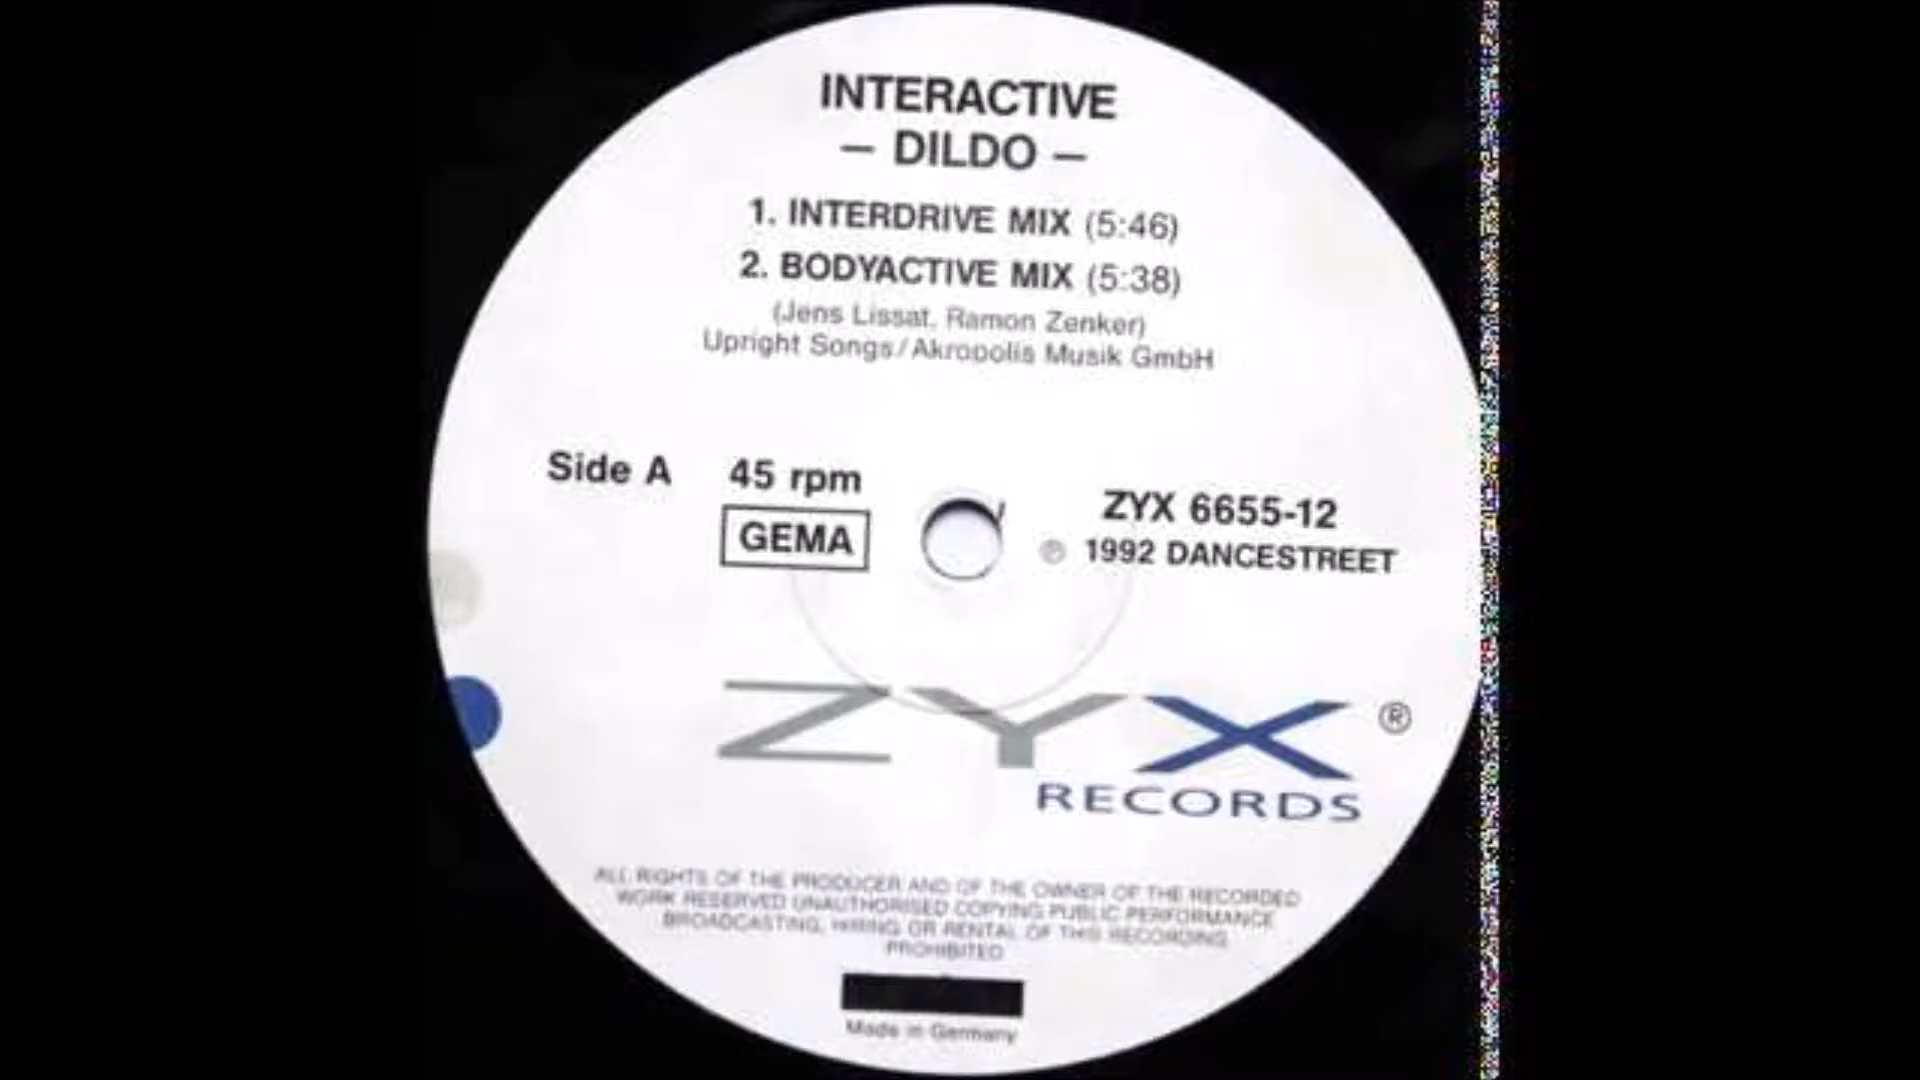 INTERACTIVE
— DILDO —
1. INTERDRIVE MIX (5:46)
2. BODYACTIVE MIX (5:38)
(Jens Lissat, Ramon Zenker)
Upright Songs/Akropolis Musik GmbH
Side A 45 rpm
GEMA
ZYX 6655-12
℗ 1992 DANCESTREET
ZYX ®
RECORDS
ALL RIGHTS OF THE PRODUCER AND OF THE OWNER OF THE RECORDED
WORK RESERVED UNAUTHORISED COPYING PUBLIC PERFORMANCE
BROADCASTING, HIRING OR RENTAL OF THIS RECORDING
PROHIBITED
Made in Germany